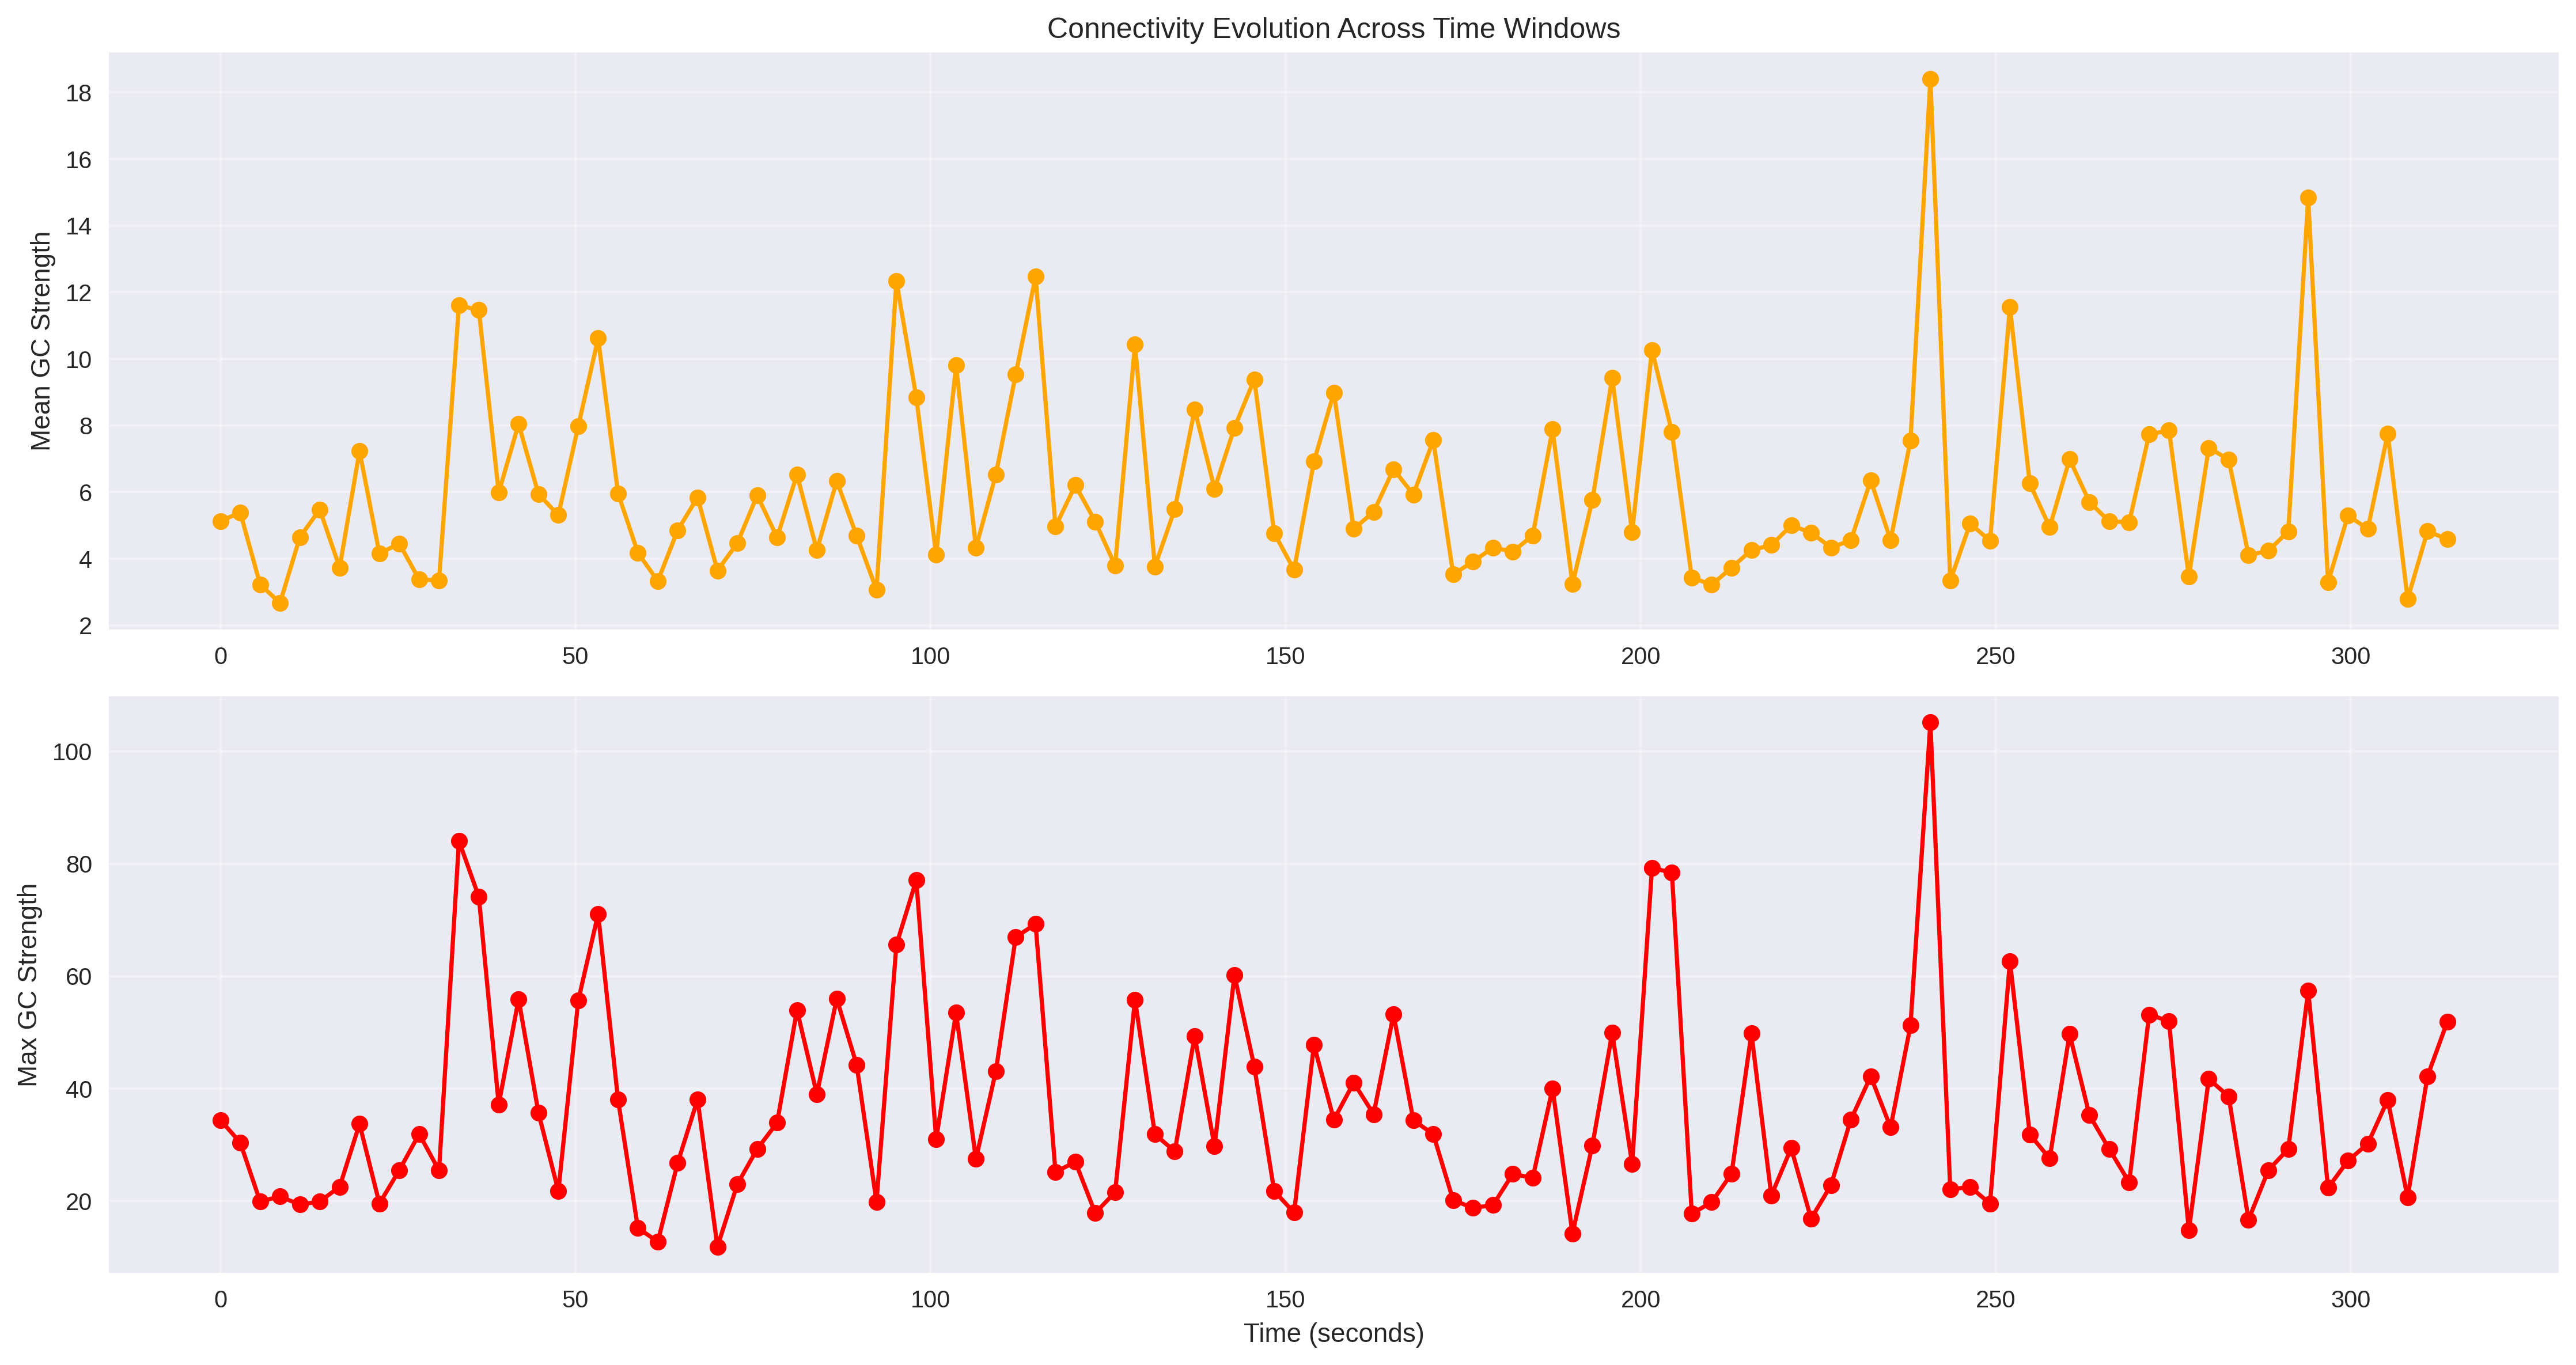 Connectivity Evolution Across Time Windows
Mean GC Strength
18
16
14
12
10
8
6
4
2
0 50 100 150 200 250 300
Max GC Strength
100
80
60
40
20
0 50 100 150 200 250 300
Time (seconds)